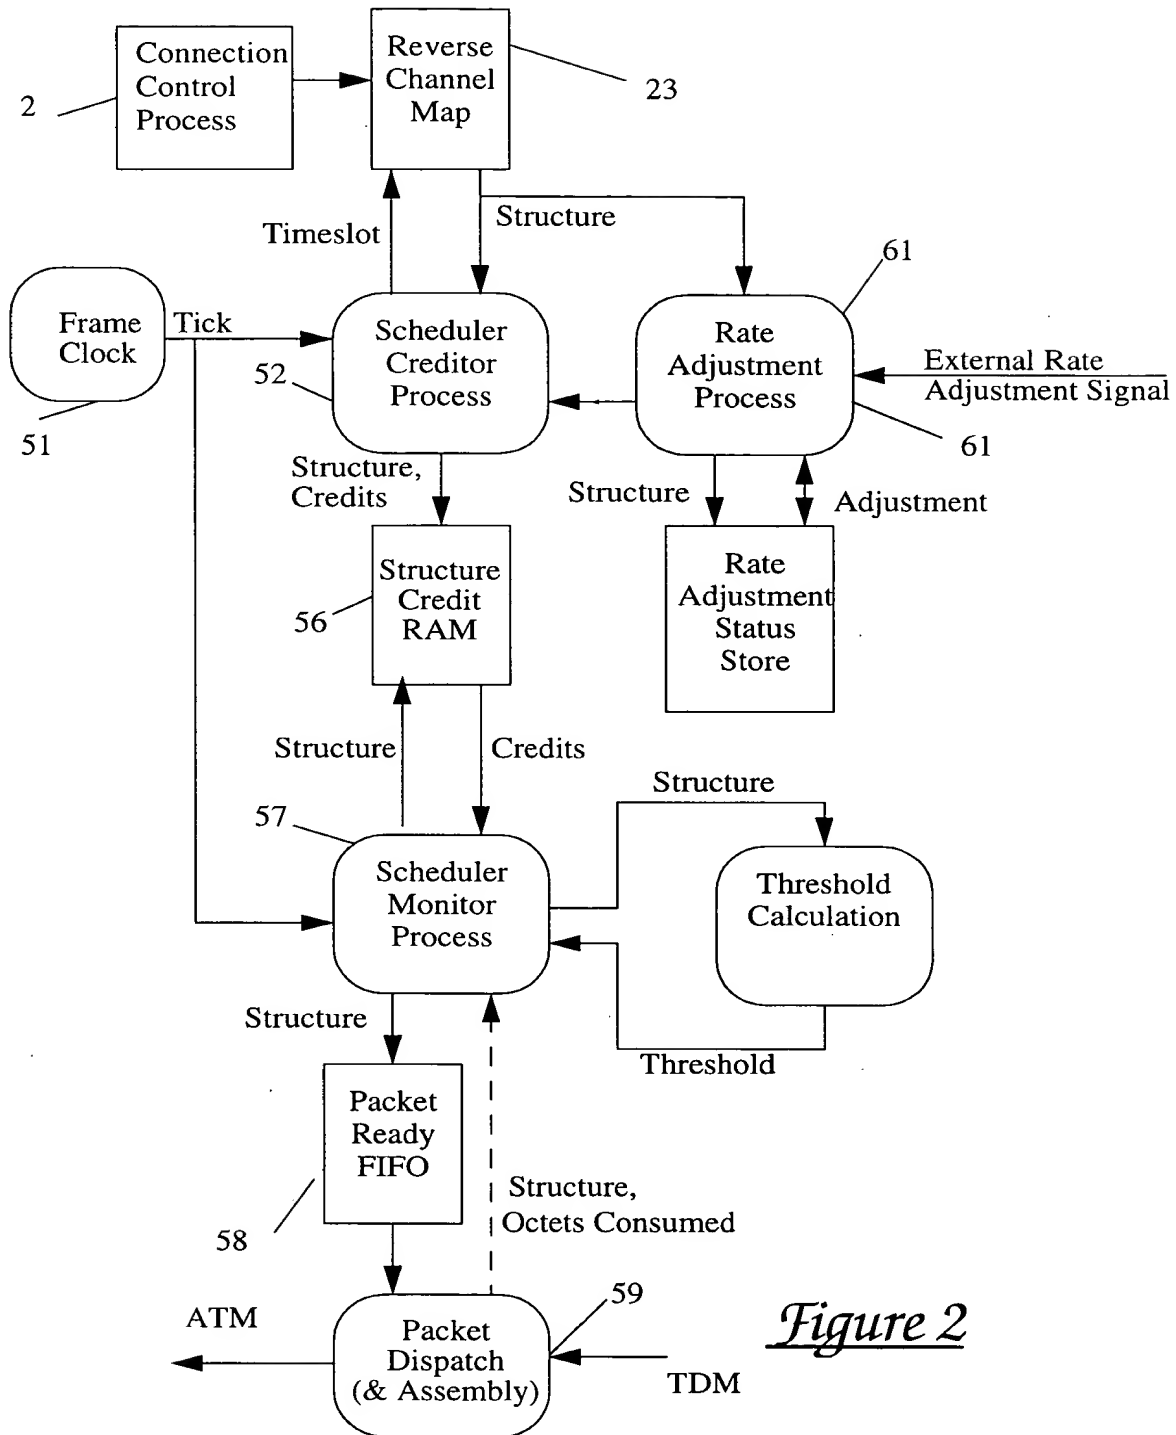 Connection
Control
Process
2
Reverse
Channel
Map
23
Timeslot
Structure
61
Frame
Clock
Tick
51
Scheduler
Creditor
Process
52
Rate
Adjustment
Process
External Rate
Adjustment Signal
61
Structure,
Credits
Structure
Adjustment
Structure
Credit
RAM
56
Rate
Adjustment
Status
Store
Structure
Credits
Structure
57
Scheduler
Monitor
Process
Threshold
Calculation
Structure
Threshold
Packet
Ready
FIFO
58
Structure,
Octets Consumed
ATM
Packet
Dispatch
(& Assembly)
59
TDM
Figure 2